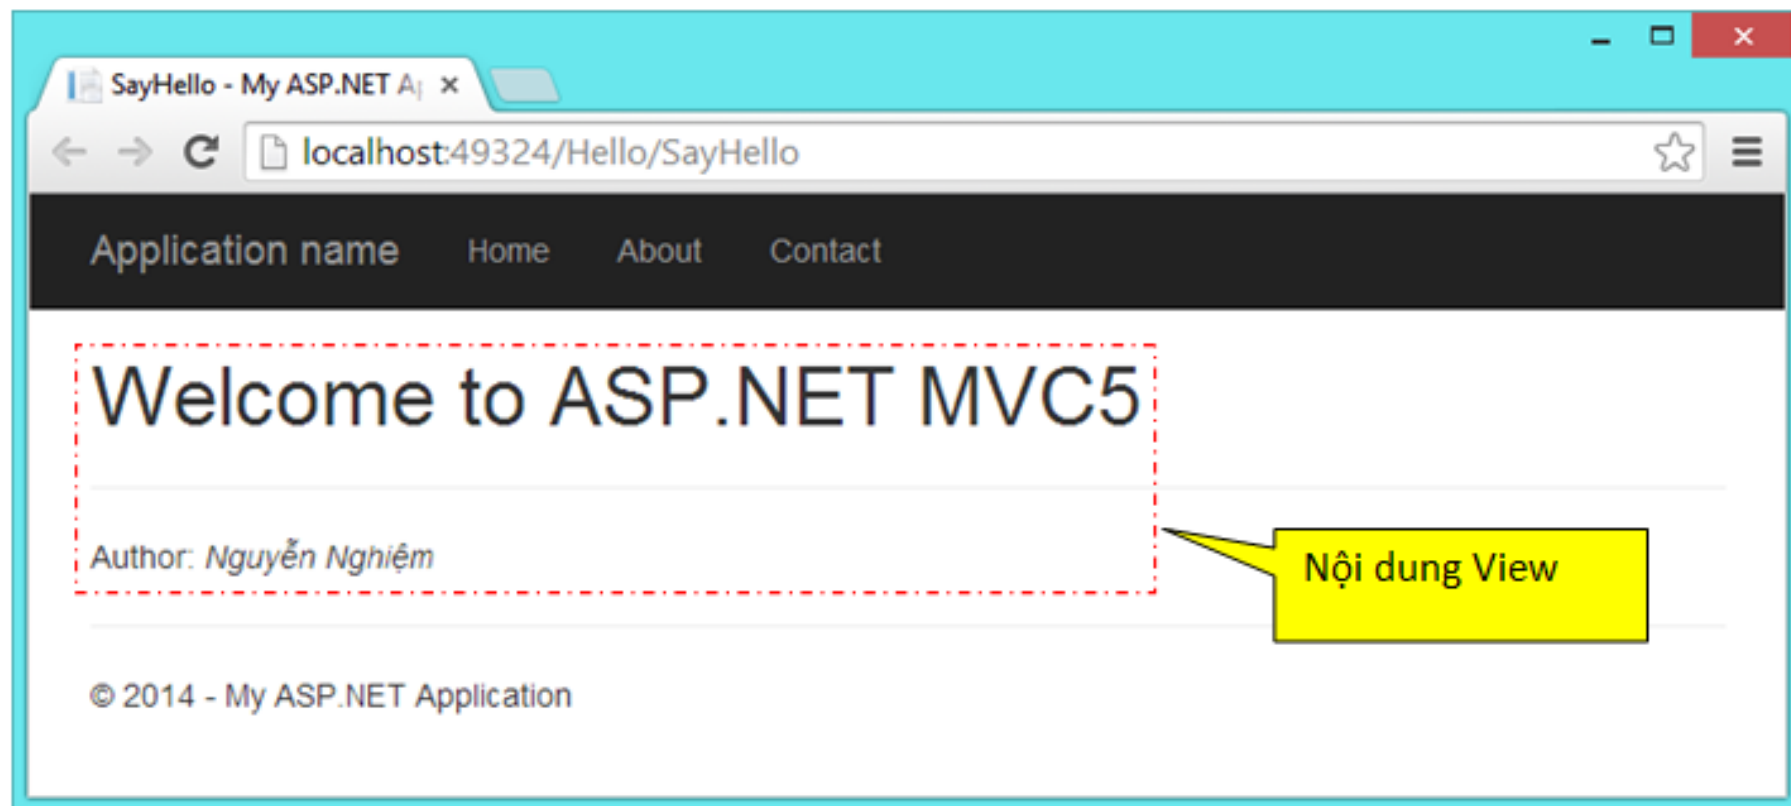 SayHello - My ASP.NET Ap
localhost:49324/Hello/SayHello
Application name Home About Contact
Welcome to ASP.NET MVC5
Author: Nguyễn Nghiệm
Nội dung View
© 2014 - My ASP.NET Application